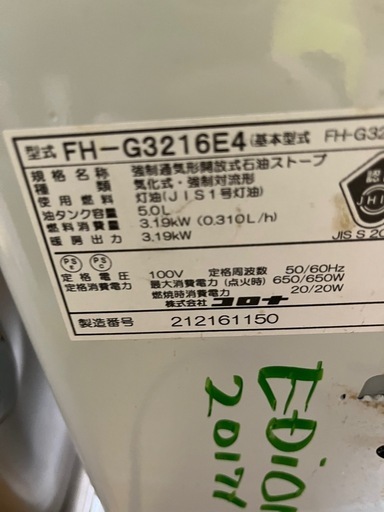 型式 FH-G3216E4 (基本型式 FH-G32
規格名称 強制通気形開放式石油ストーブ
種類 気化式・強制対流形
使用燃料 灯油(JIS1号灯油)
油タンク容量 5.0L
燃料消費量 3.19kW (0.310L/h)
暖房出力 3.19kW
認
JHI
JIS S 20
PSE
PSC
定格電圧 100V 定格周波数 50/60Hz
定格消費電力 最大消費電力 (点火時) 650/650W
燃焼時消費電力 20/20W
株式会社 コロナ
製造番号 212161150
EDION
2017